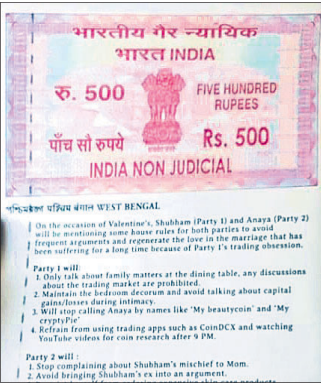 भारतीय गैर न्यायिक
भारत INDIA
रु. 500
FIVE HUNDRED
RUPEES
पाँच सौ रुपये
Rs. 500
INDIA NON JUDICIAL
পশ্চিমবঙ্গ पश्चिम बंगाल WEST BENGAL
On the occasion of Valentine's, Shubham (Party 1) and Anaya (Party 2)
will be mentioning some house rules for both parties to avoid
frequent arguments and regenerate the love in the marriage that has
been suffering for a long time because of Party 1's trading obsession.
Party 1 will:
1. Only talk about family matters at the dining table, any discussions
about the trading market are prohibited.
2. Maintain the bedroom decorum and avoid talking about capital
gains/losses during intimacy.
3. Will stop calling Anaya by names like 'My beautycoin' and 'My
crypty Pie'
4. Refrain from using trading apps such as CoinDCX and watching
YouTube videos for coin research after 9 PM.
Party 2 will :
1. Stop complaining about Shubham's mischief to Mom.
2. Avoid bringing Shubham's ex into an argument.